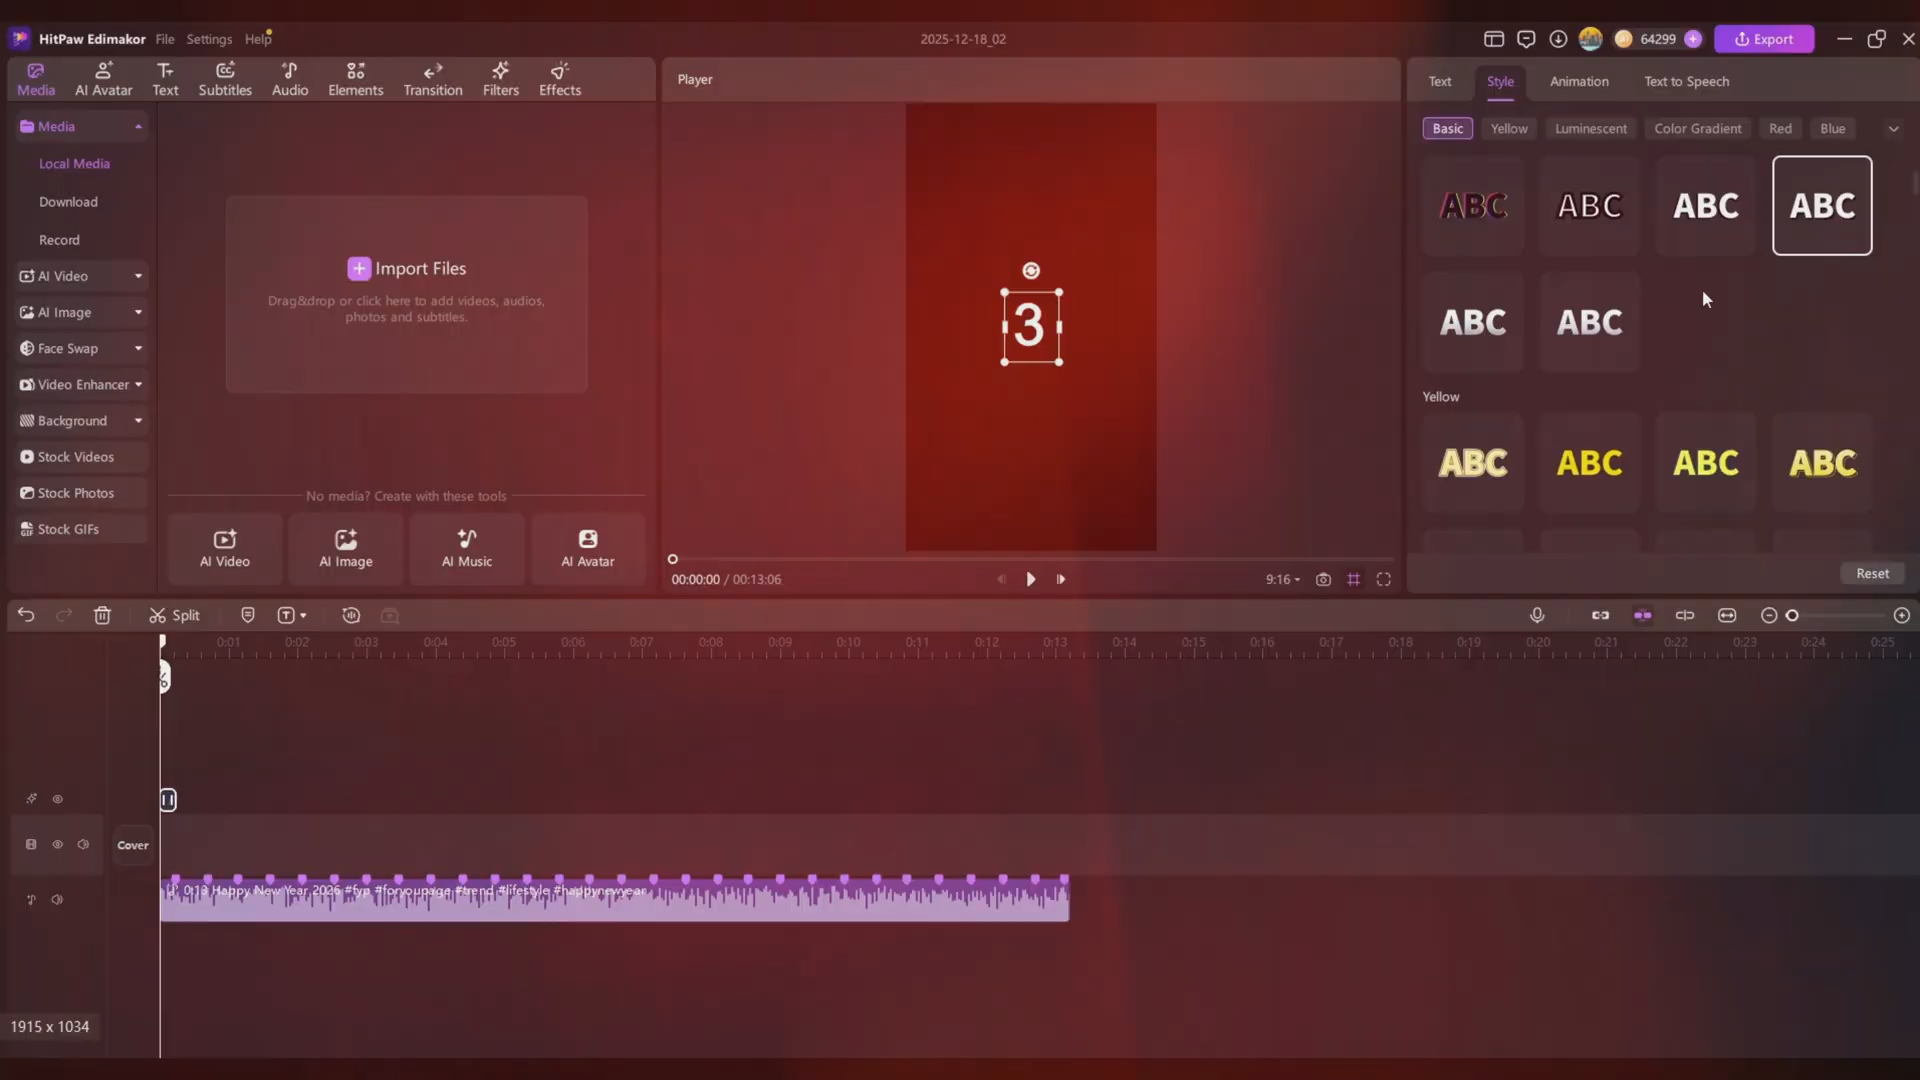 HitPaw Edimakor File Settings Help
2025-12-18_02
64299
Export
Media
AI Avatar
Text
Subtitles
Audio
Elements
Transition
Filters
Effects
Media
Local Media
Download
Record
AI Video
AI Image
Face Swap
Video Enhancer
Background
Stock Videos
Stock Photos
Stock GIFs
Import Files
Drag&drop or click here to add videos, audios,
photos and subtitles.
No media? Create with these tools
AI Video
AI Image
AI Music
AI Avatar
Player
3
00:00:00 / 00:13:06
9:16
Text Style Animation Text to Speech
Basic Yellow Luminescent Color Gradient Red Blue
ABC ABC ABC ABC
ABC ABC
Yellow
ABC ABC ABC ABC
Reset
Split
0:01 0:02 0:03 0:04 0:05 0:06 0:07 0:08 0:09 0:10 0:11 0:12 0:13 0:14 0:15 0:16 0:17 0:18 0:19 0:20 0:21 0:22 0:23 0:24 0:25
Cover
0:13 Happy New Year 2026 #fyp #foryoupage #trend #lifestyle #happynewyear
1915 x 1034